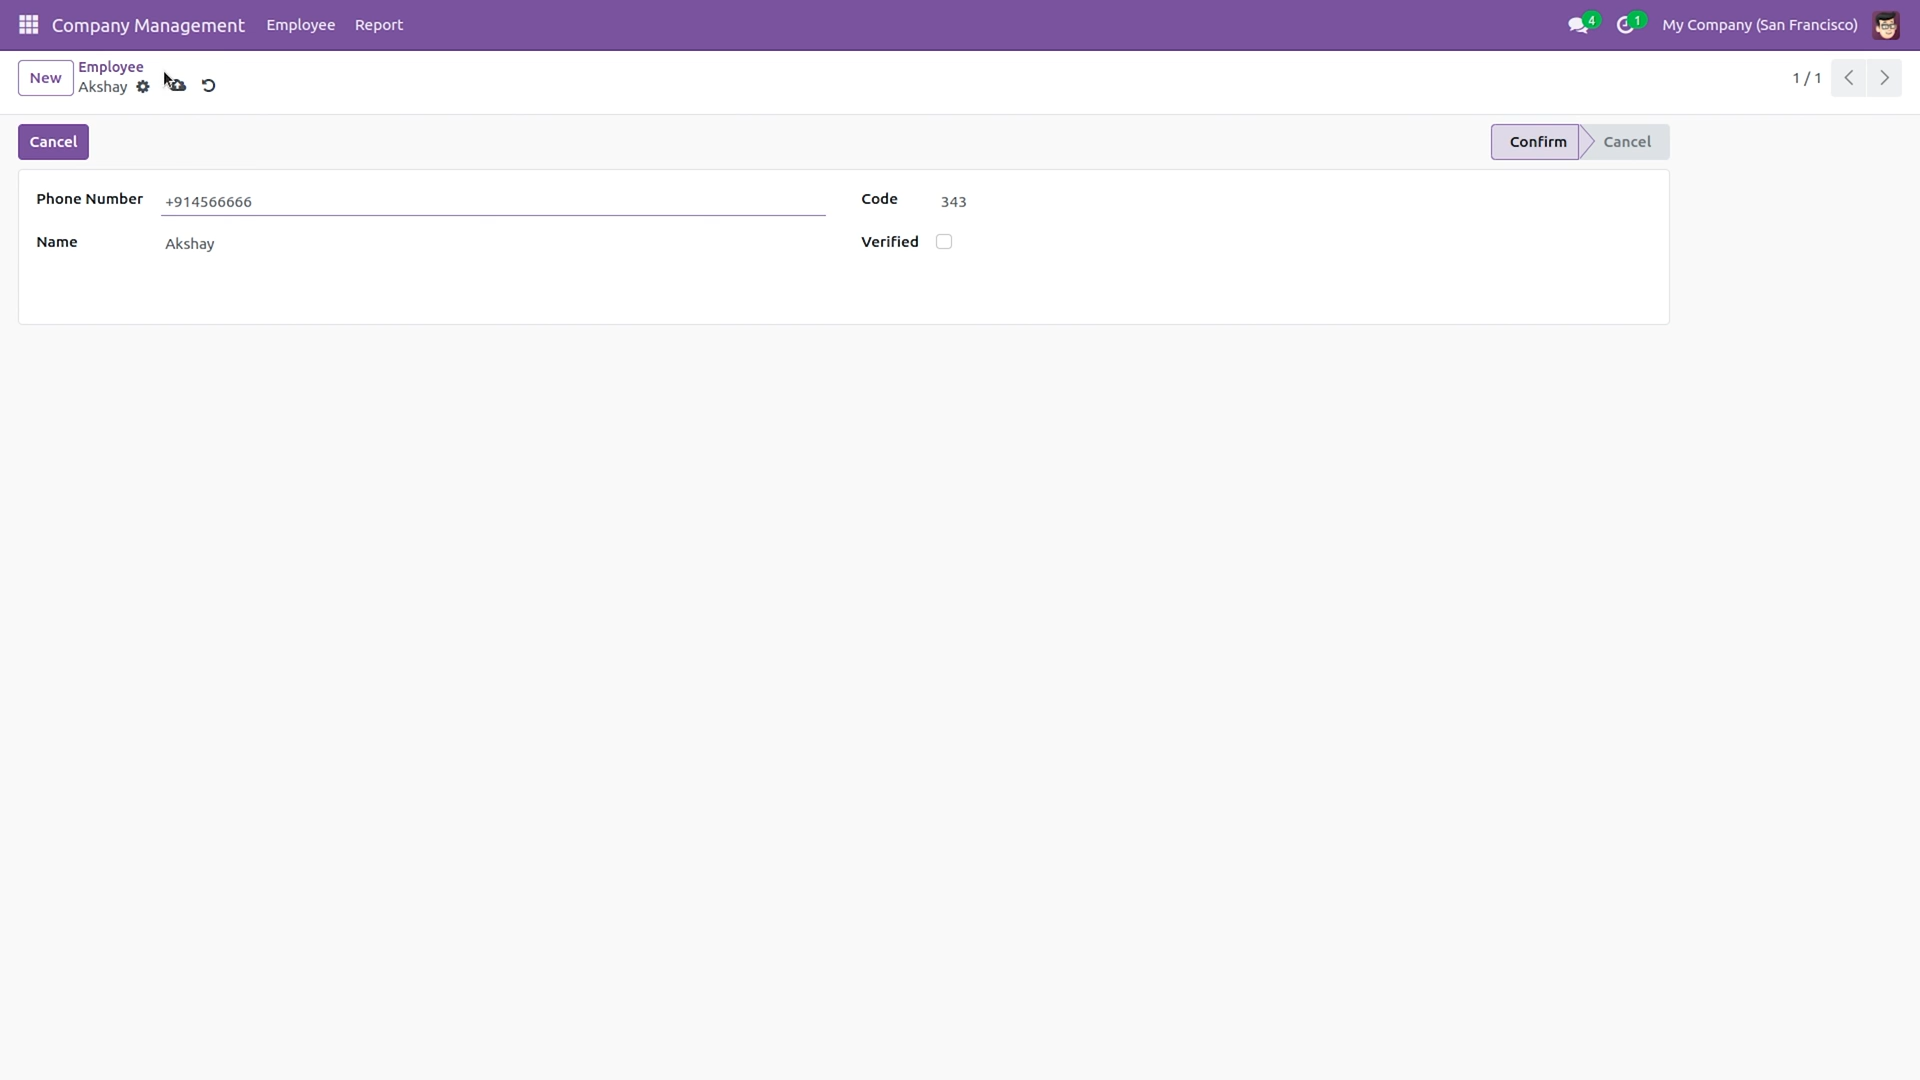 Company Management Employee Report 4 1 My Company (San Francisco)
New Employee 1 / 1
Akshay
Cancel Confirm Cancel
Phone Number +914566666 Code 343
Name Akshay Verified